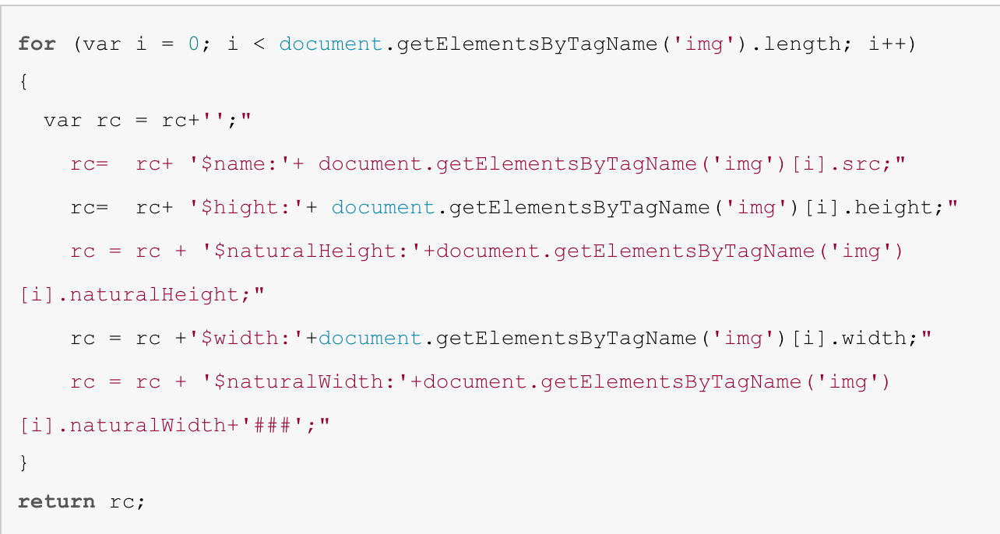 for (var i = 0; i < document.getElementsByTagName('img').length; i++)
{
  var rc = rc+'';"
    rc=  rc+ '$name:'+ document.getElementsByTagName('img')[i].src;"
    rc=  rc+ '$hight:'+ document.getElementsByTagName('img')[i].height;"
    rc = rc + '$naturalHeight:'+document.getElementsByTagName('img')
[i].naturalHeight;"
    rc = rc +'$width:'+document.getElementsByTagName('img')[i].width;"
    rc = rc + '$naturalWidth:'+document.getElementsByTagName('img')
[i].naturalWidth+'###';"
}
return rc;